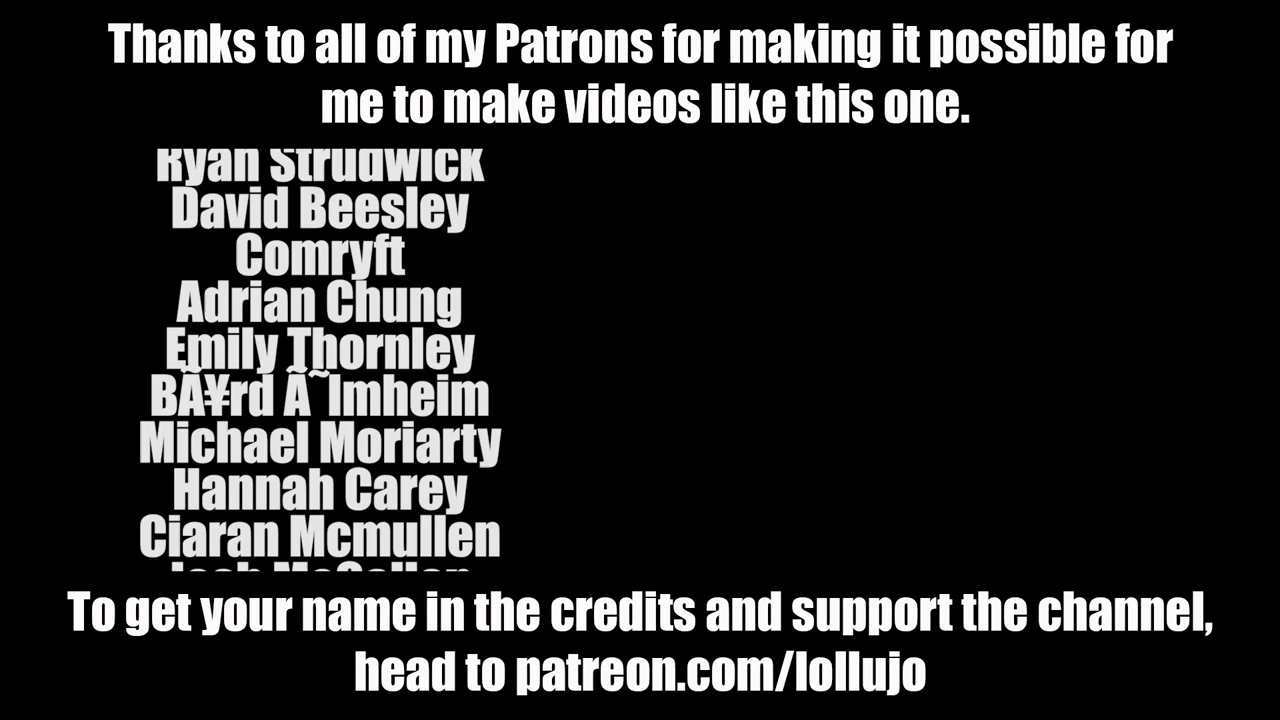 Thanks to all of my Patrons for making it possible for
me to make videos like this one.
Ryan Strudwick
David Beesley
Comryft
Adrian Chung
Emily Thornley
BÃ¥rd Ã˜lmheim
Michael Moriarty
Hannah Carey
Ciaran Mcmullen
To get your name in the credits and support the channel,
head to patreon.com/lollujo